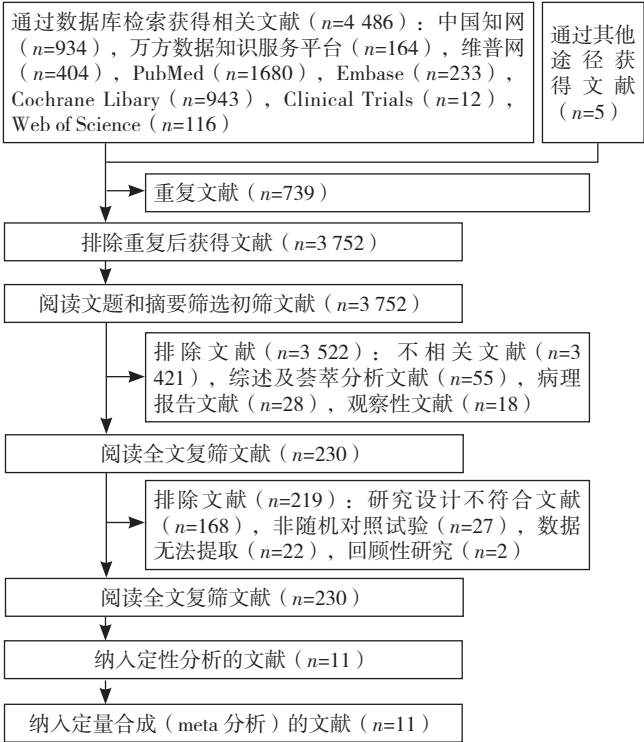 通过数据库检索获得相关文献（n=4 486）：中国知网
（n=934），万方数据知识服务平台（n=164），维普网
（n=404），PubMed（n=1680），Embase（n=233），
Cochrane Libary（n=943），Clinical Trials（n=12），
Web of Science（n=116）
通过其他
途径获
得文献
（n=5）
重复文献（n=739）
排除重复后获得文献（n=3 752）
阅读文题和摘要筛选初筛文献（n=3 752）
排除文献（n=3 522）：不相关文献（n=3
421），综述及荟萃分析文献（n=55），病理
报告文献（n=28），观察性文献（n=18）
阅读全文复筛文献（n=230）
排除文献（n=219）：研究设计不符合文献
（n=168），非随机对照试验（n=27），数据
无法提取（n=22），回顾性研究（n=2）
阅读全文复筛文献（n=230）
纳入定性分析的文献（n=11）
纳入定量合成（meta 分析）的文献（n=11）